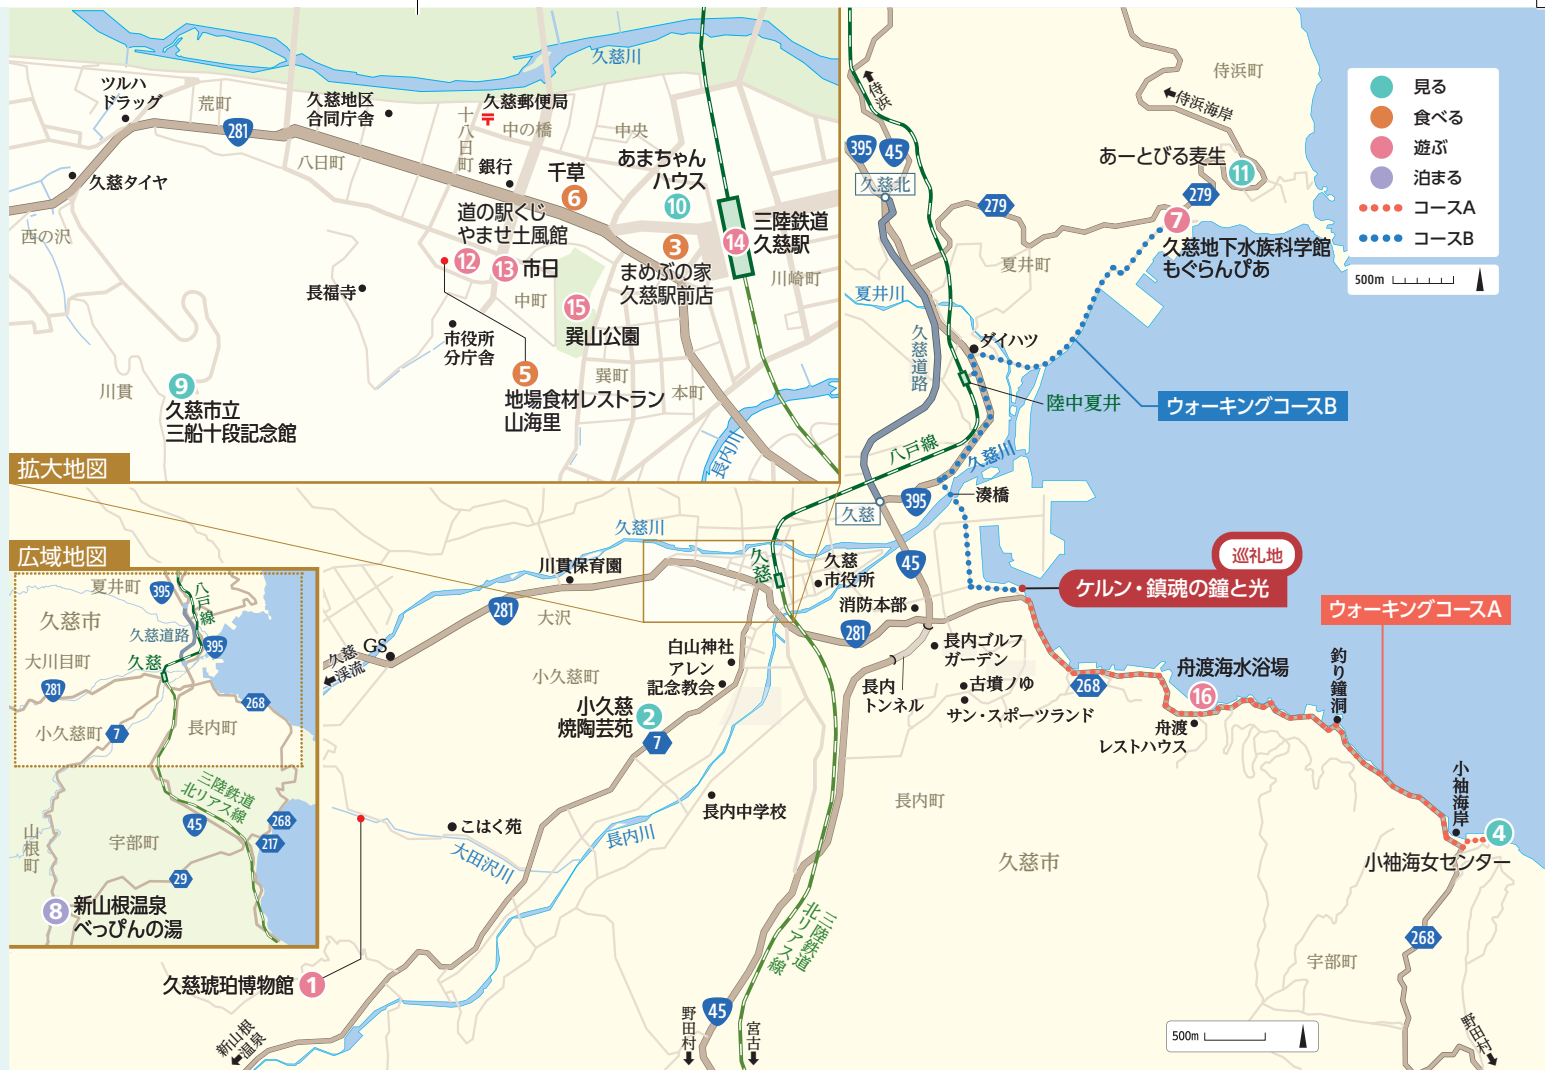 久慈川
ツルハ
ドラッグ
荒町
久慈地区
合同庁舎
十八日町
久慈郵便局
中の橋
中央
281
八日町
銀行
千草
6
あまちゃん
ハウス
10
久慈タイヤ
西の沢
道の駅くじ
やませ土風館
12
13
市日
3
まめぶの家
久慈駅前店
14
三陸鉄道
久慈駅
川崎町
長福寺
中町
15
巽山公園
市役所
分庁舎
5
地場食材レストラン
山海里
巽町
本町
川貫
9
久慈市立
三船十段記念館
長内川
拡大地図
侍浜
395
45
久慈北
侍浜町
侍浜海岸
あーとびる麦生
11
279
279
7
久慈地下水族科学館
もぐらんぴあ
夏井町
夏井川
久慈道路
ダイハツ
陸中夏井
ウォーキングコースB
八戸線
久慈川
395
湊橋
久慈
見る
食べる
遊ぶ
泊まる
コースA
コースB
500m
広域地図
夏井町
395
八戸線
久慈市
久慈道路
395
大川目町
久慈
281
268
小久慈町
7
長内町
三陸鉄道
北リアス線
45
268
217
山根町
宇部町
29
8
新山根温泉
べっぴんの湯
久慈川
川貫保育園
久慈
久慈
市役所
45
消防本部
281
大沢
281
GS
久慈
渓流
白山神社
アレン
記念教会
小久慈町
小久慈
焼陶芸苑
2
7
長内
トンネル
長内ゴルフ
ガーデン
古墳ノゆ
サン・スポーツランド
巡礼地
ケルン・鎮魂の鐘と光
ウォーキングコースA
268
舟渡海水浴場
16
舟渡
レストハウス
釣り鐘洞
小袖海岸
4
小袖海女センター
長内中学校
長内町
こはく苑
大田沢川
長内川
久慈市
三陸鉄道
北リアス線
268
宇部町
久慈琥珀博物館
1
新山根
温泉
野田村
45
宮古
500m
野田村